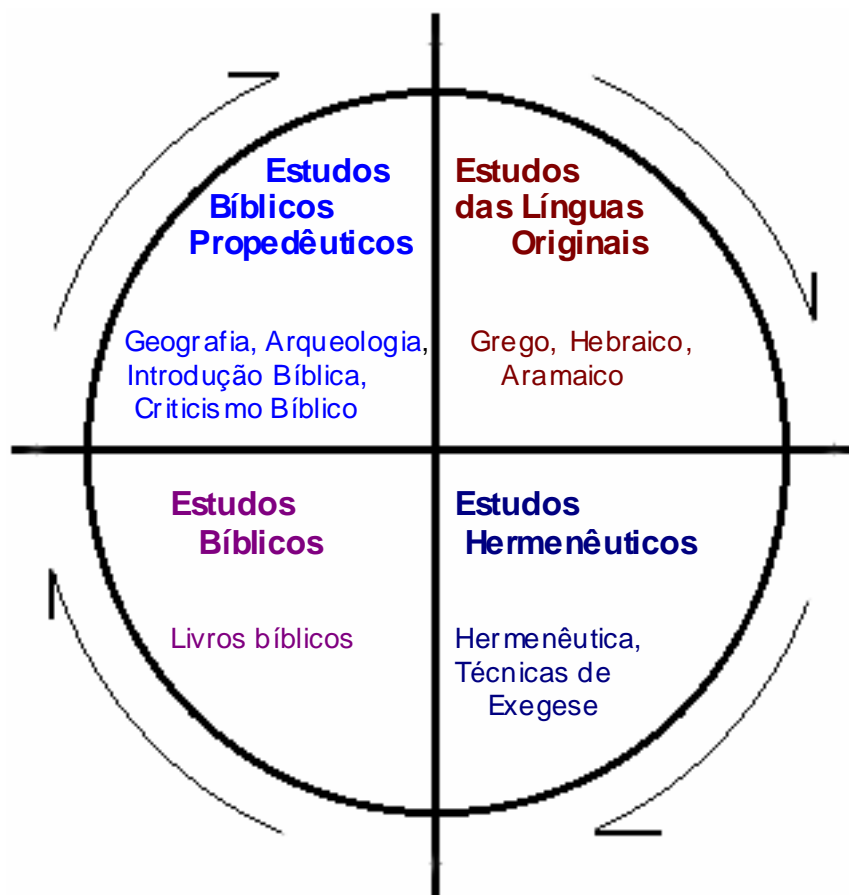 Estudos
Bíblicos
Propedêuticos
Geografia, Arqueologia,
Introdução Bíblica,
Criticismo Bíblico
Estudos
das Línguas
Originais
Grego, Hebraico,
Aramaico
Estudos
Bíblicos
Livros bíblicos
Estudos
Hermenêuticos
Hermenêutica,
Técnicas de
Exegese